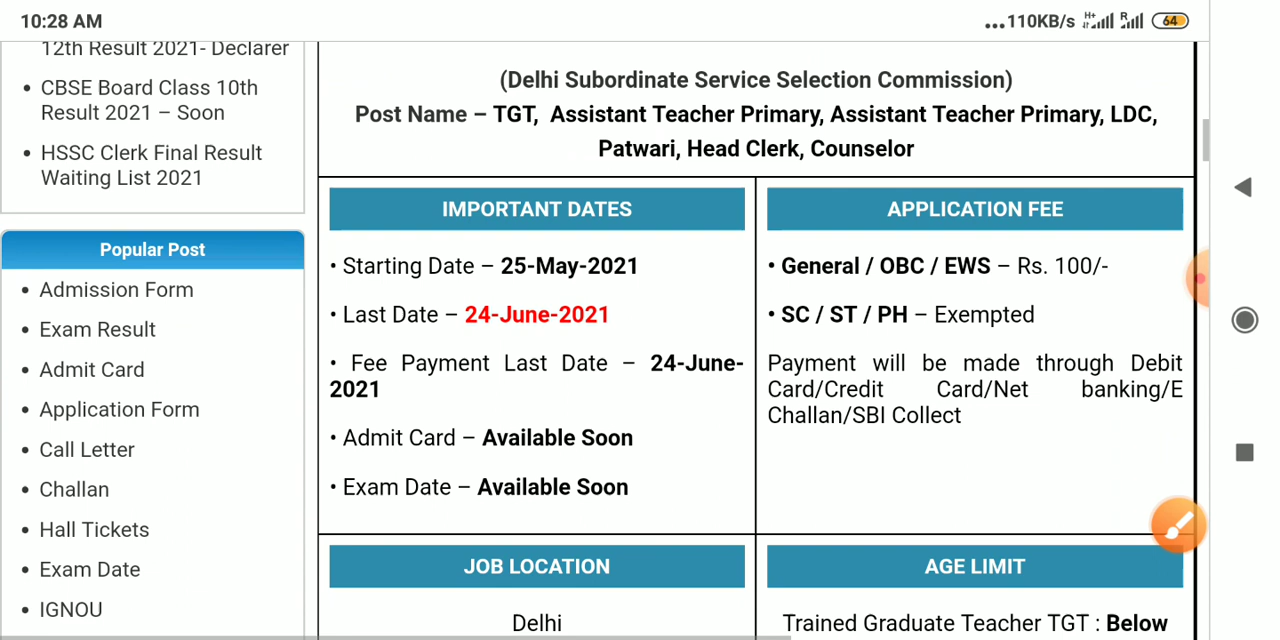 10:28 AM
...110KB/s H+ R 64
12th Result 2021- Declarer
• CBSE Board Class 10th
Result 2021 – Soon
• HSSC Clerk Final Result
Waiting List 2021
Popular Post
• Admission Form
• Exam Result
• Admit Card
• Application Form
• Call Letter
• Challan
• Hall Tickets
• Exam Date
• IGNOU
(Delhi Subordinate Service Selection Commission)
Post Name – TGT, Assistant Teacher Primary, Assistant Teacher Primary, LDC,
Patwari, Head Clerk, Counselor
IMPORTANT DATES
• Starting Date – 25-May-2021
• Last Date – 24-June-2021
• Fee Payment Last Date – 24-June-
2021
• Admit Card – Available Soon
• Exam Date – Available Soon
APPLICATION FEE
• General / OBC / EWS – Rs. 100/-
• SC / ST / PH – Exempted
Payment will be made through Debit
Card/Credit Card/Net banking/E
Challan/SBI Collect
JOB LOCATION
Delhi
AGE LIMIT
Trained Graduate Teacher TGT : Below